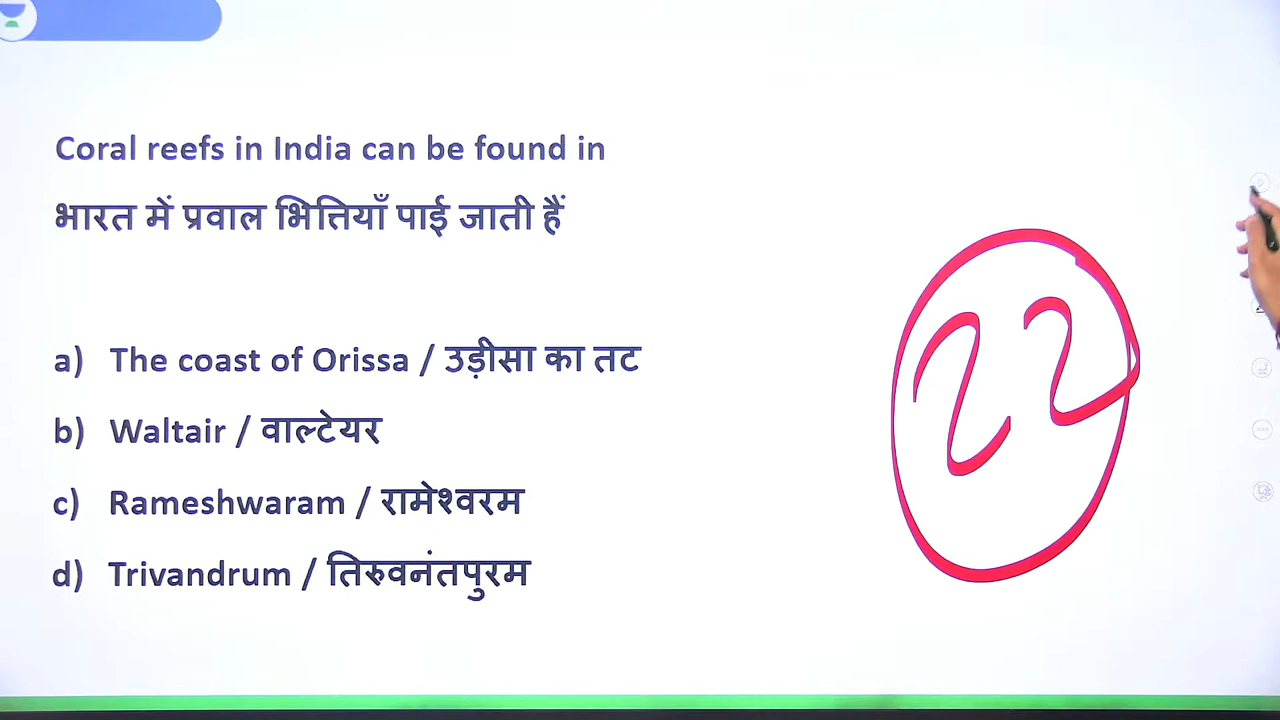 Coral reefs in India can be found in
भारत में प्रवाल भित्तियाँ पाई जाती हैं
a) The coast of Orissa / उड़ीसा का तट
b) Waltair / वाल्टेयर
c) Rameshwaram / रामेश्वरम
d) Trivandrum / तिरुवनंतपुरम
22